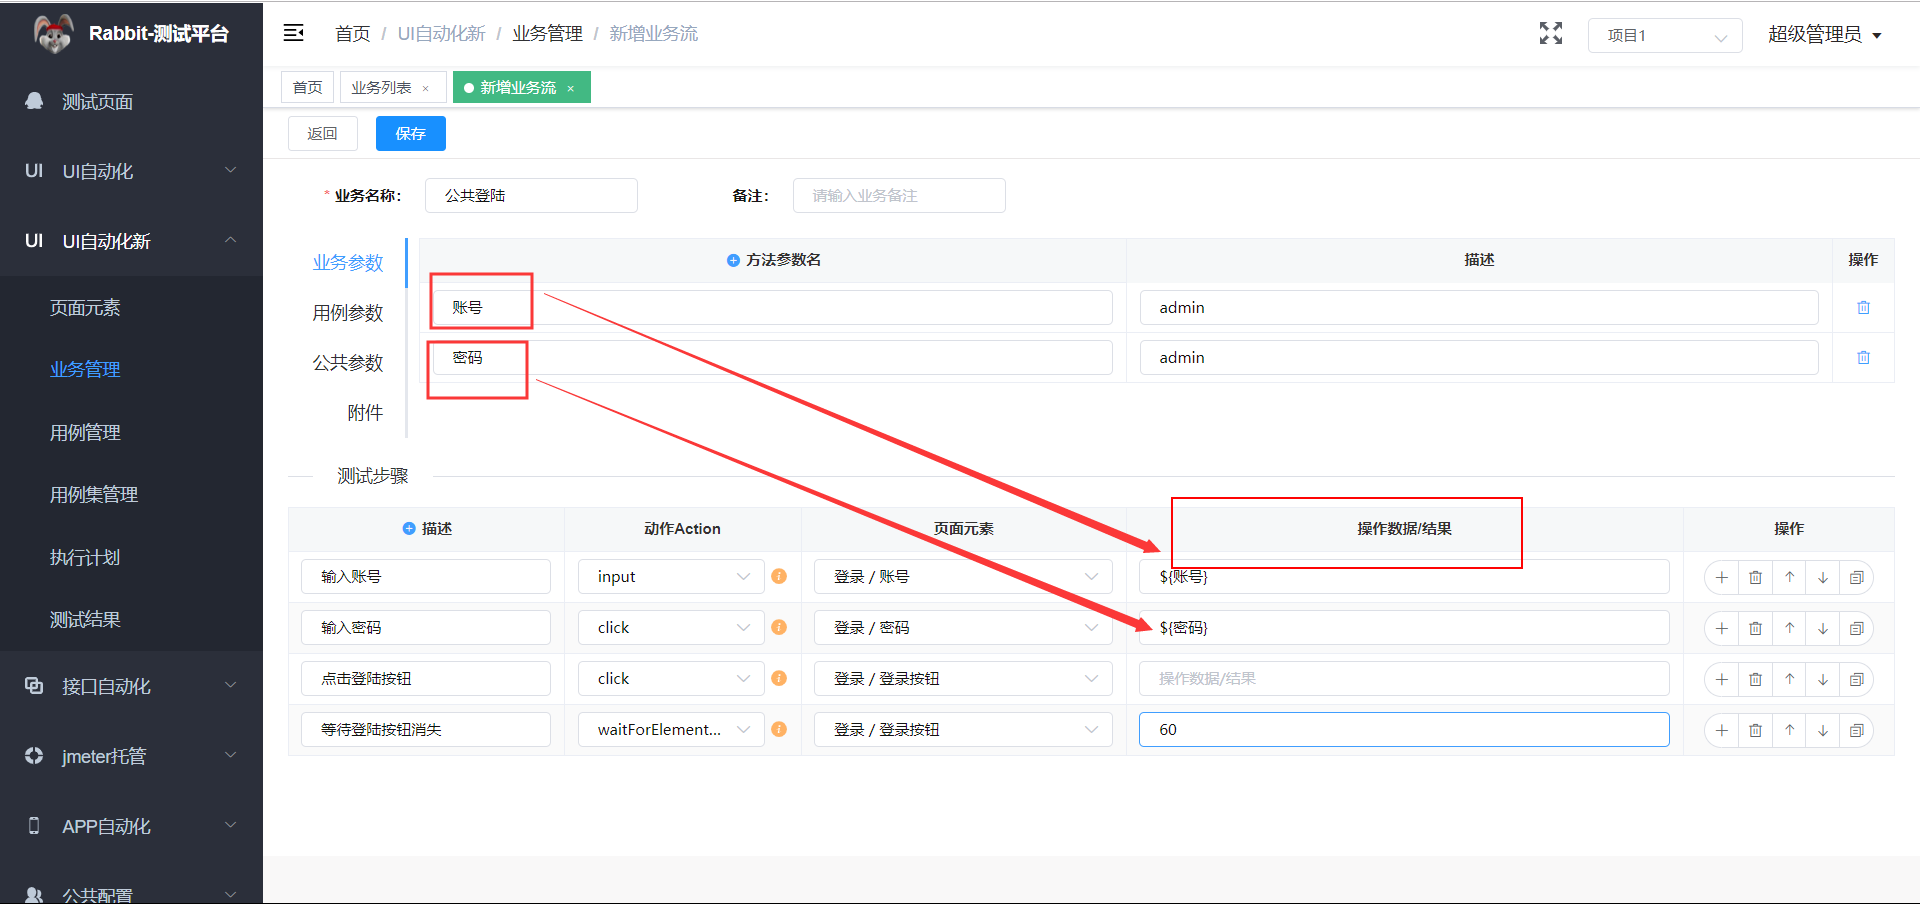 Rabbit-测试平台
首页 / UI自动化新 / 业务管理 / 新增业务流
项目1
超级管理员
首页
业务列表 ×
新增业务流 ×
返回
保存
测试页面
UI UI自动化
UI UI自动化新
页面元素
业务管理
用例管理
用例集管理
执行计划
测试结果
接口自动化
jmeter托管
APP自动化
公共配置
* 业务名称:
公共登陆
备注:
请输入业务备注
业务参数
用例参数
公共参数
附件
方法参数名 描述 操作
账号 admin
密码 admin
测试步骤
描述 动作Action 页面元素 操作数据/结果 操作
输入账号 input 登录 / 账号 ${账号}
输入密码 click 登录 / 密码 ${密码}
点击登陆按钮 click 登录 / 登录按钮 操作数据/结果
等待登陆按钮消失 waitForElement... 登录 / 登录按钮 60